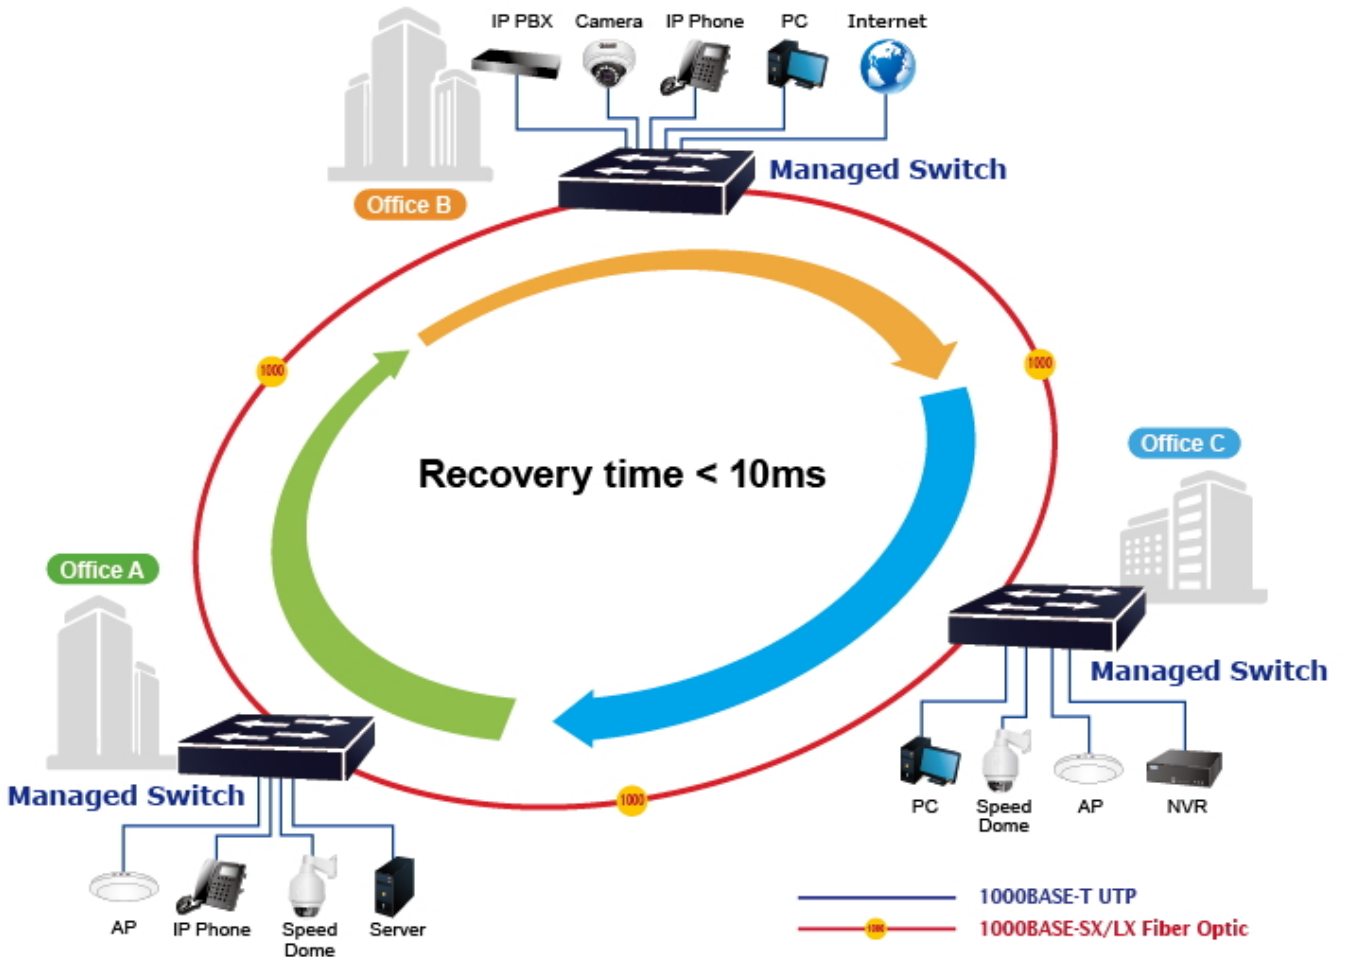 IP PBX
Camera
IP Phone
PC
Internet
Managed Switch
Office B
1000
1000
Office C
Recovery time < 10ms
Office A
Managed Switch
Managed Switch
1000
PC
Speed
Dome
AP
NVR
AP
IP Phone
Speed
Dome
Server
1000BASE-T UTP
1000
1000BASE-SX/LX Fiber Optic